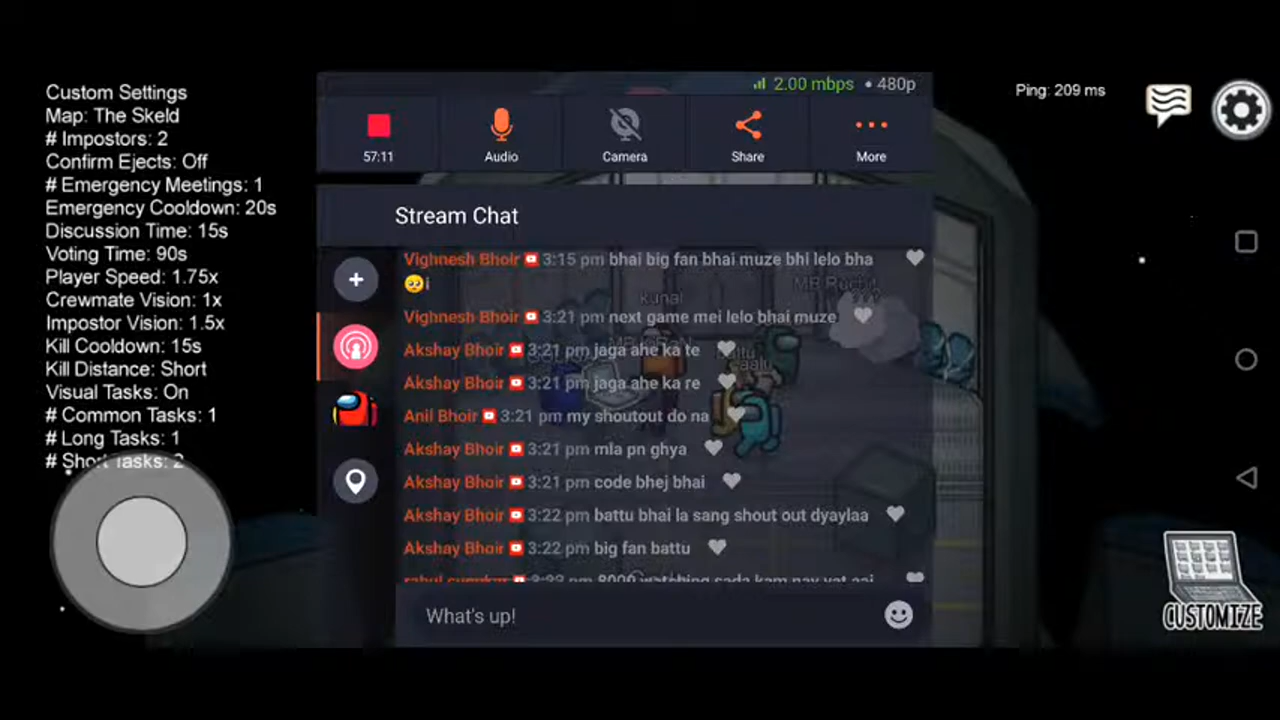 Custom Settings
Map: The Skeld
# Impostors: 2
Confirm Ejects: Off
# Emergency Meetings: 1
Emergency Cooldown: 20s
Discussion Time: 15s
Voting Time: 90s
Player Speed: 1.75x
Crewmate Vision: 1x
Impostor Vision: 1.5x
Kill Cooldown: 15s
Kill Distance: Short
Visual Tasks: On
# Common Tasks: 1
# Long Tasks: 1
# Short Tasks: 2
2.00 mbps • 480p
57:11
Audio
Camera
Share
More
Stream Chat
Vighnesh Bhoir 3:15 pm bhai big fan bhai muze bhi lelo bha
🥺i
kunal
Vighnesh Bhoir 3:21 pm next game mei lelo bhai muze
Akshay Bhoir 3:21 pm jaga ahe ka te
Akshay Bhoir 3:21 pm jaga ahe ka re
Anil Bhoir 3:21 pm my shoutout do na
Akshay Bhoir 3:21 pm mla pn ghya
Akshay Bhoir 3:21 pm code bhej bhai
Akshay Bhoir 3:22 pm battu bhai la sang shout out dyaylaa
Akshay Bhoir 3:22 pm big fan battu
What's up!
Ping: 209 ms
CUSTOMIZE